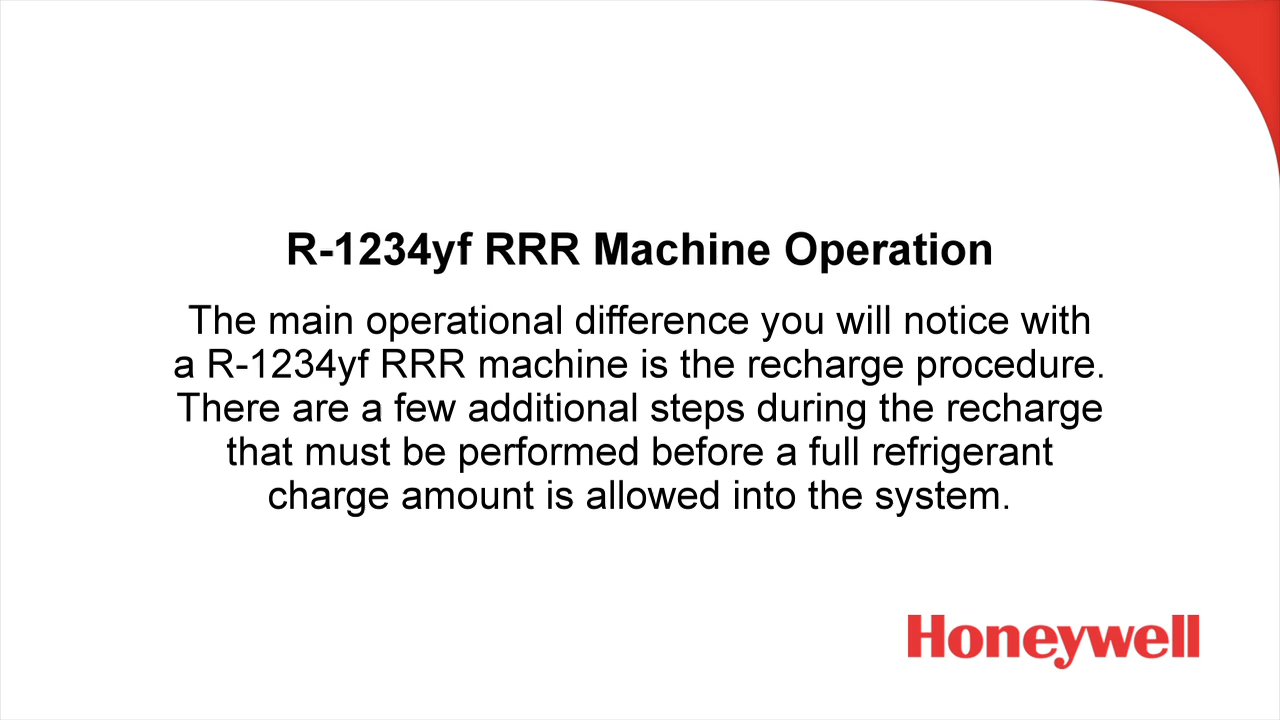 R-1234yf RRR Machine Operation
The main operational difference you will notice with
a R-1234yf RRR machine is the recharge procedure.
There are a few additional steps during the recharge
that must be performed before a full refrigerant
charge amount is allowed into the system.
Honeywell